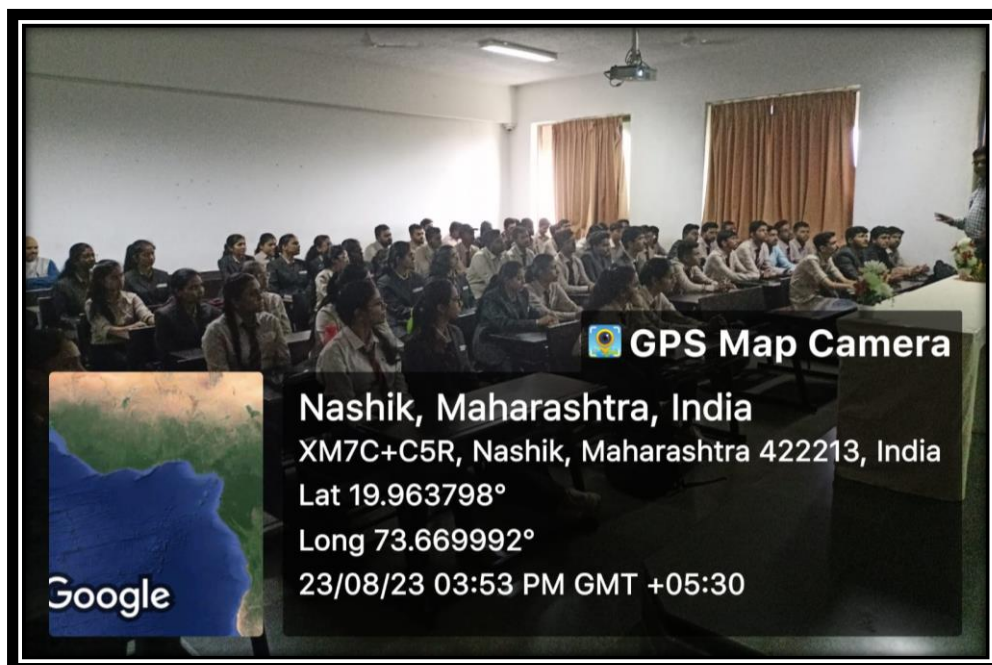 GPS Map Camera
Nashik, Maharashtra, India
XM7C+C5R, Nashik, Maharashtra 422213, India
Lat 19.963798°
Long 73.669992°
23/08/23 03:53 PM GMT +05:30
Google